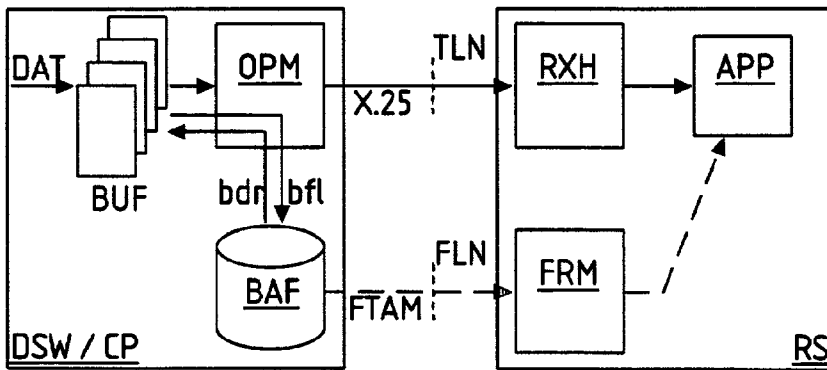 DAT
OPM
TLN
RXH
APP
X.25
BUF
bdr
bfl
BAF
FLN
FTAM
FRM
DSW / CP
RS